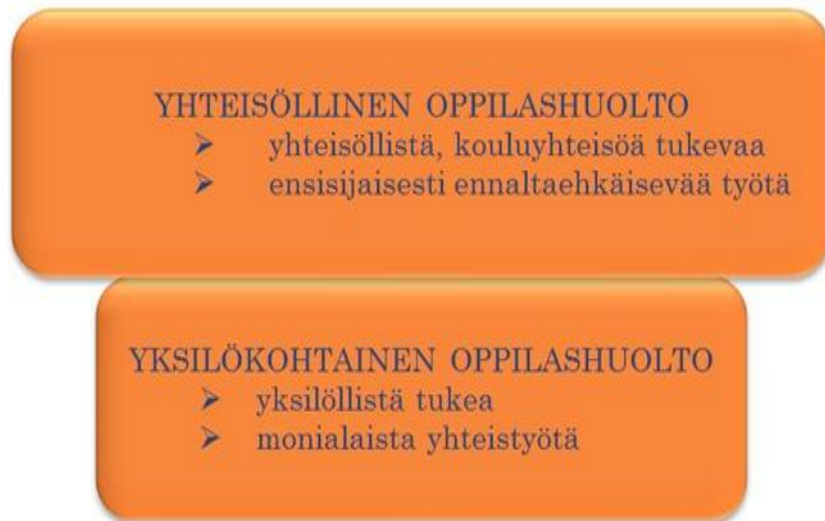 YHTEISÖLLINEN OPPILASHUOLTO
➤ yhteisöllistä, kouluyhteisöä tukevaa
➤ ensisijaisesti ennaltaehkäisevää työtä
YKSILÖKOHTAINEN OPPILASHUOLTO
➤ yksilöllistä tukea
➤ monialaista yhteistyötä